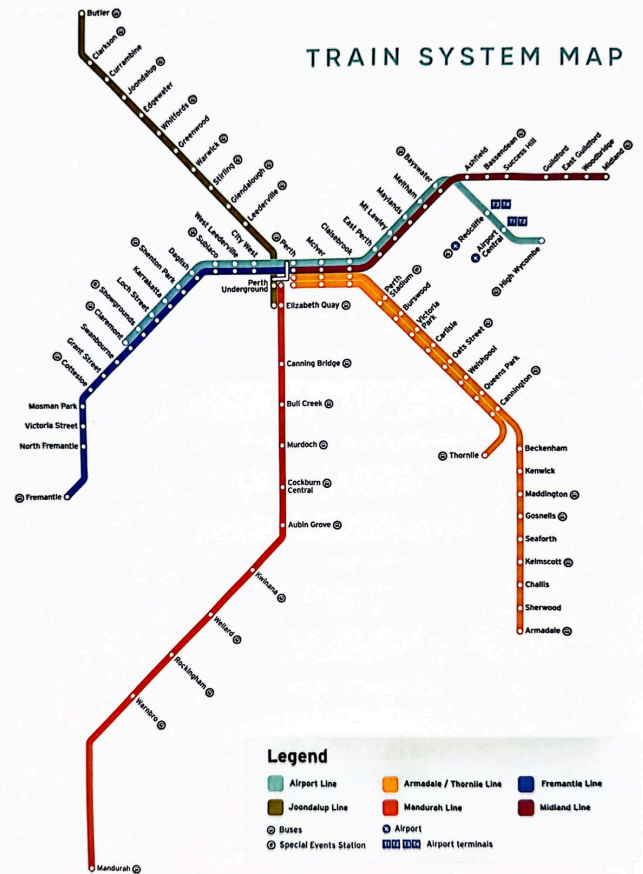 TRAIN SYSTEM MAP
Butler
Clarkson
Currambine
Joondalup
Edgewater
Whitfords
Greenwood
Warwick
Stirling
Glendalough
Leederville
Perth
McIver
Claisebrook
East Perth
Mt Lawley
Maylands
Meltham
Bayswater
Ashfield
Bassendean
Success Hill
Guildford
East Guildford
Woodbridge
Midland
T3 T4
Redcliffe
T1 T2
Airport
Central
High Wycombe
City West
West Leederville
Subiaco
Daglish
Shenton Park
Karrakatta
Loch Street
Showgrounds
Claremont
Swanbourne
Grant Street
Cottesloe
Mosman Park
Victoria Street
North Fremantle
Fremantle
Perth
Underground
Elizabeth Quay
Canning Bridge
Bull Creek
Murdoch
Cockburn
Central
Aubin Grove
Kwinana
Wellard
Rockingham
Warnbro
Mandurah
Perth
Stadium
Burswood
Victoria
Park
Carlisle
Oats Street
Welshpool
Queens Park
Cannington
Thornlie
Beckenham
Kenwick
Maddington
Gosnells
Seaforth
Kelmscott
Challis
Sherwood
Armadale
Legend
Airport Line
Armadale / Thornlie Line
Fremantle Line
Joondalup Line
Mandurah Line
Midland Line
Buses
Airport
Special Events Station
T1 T2 T3 T4 Airport terminals